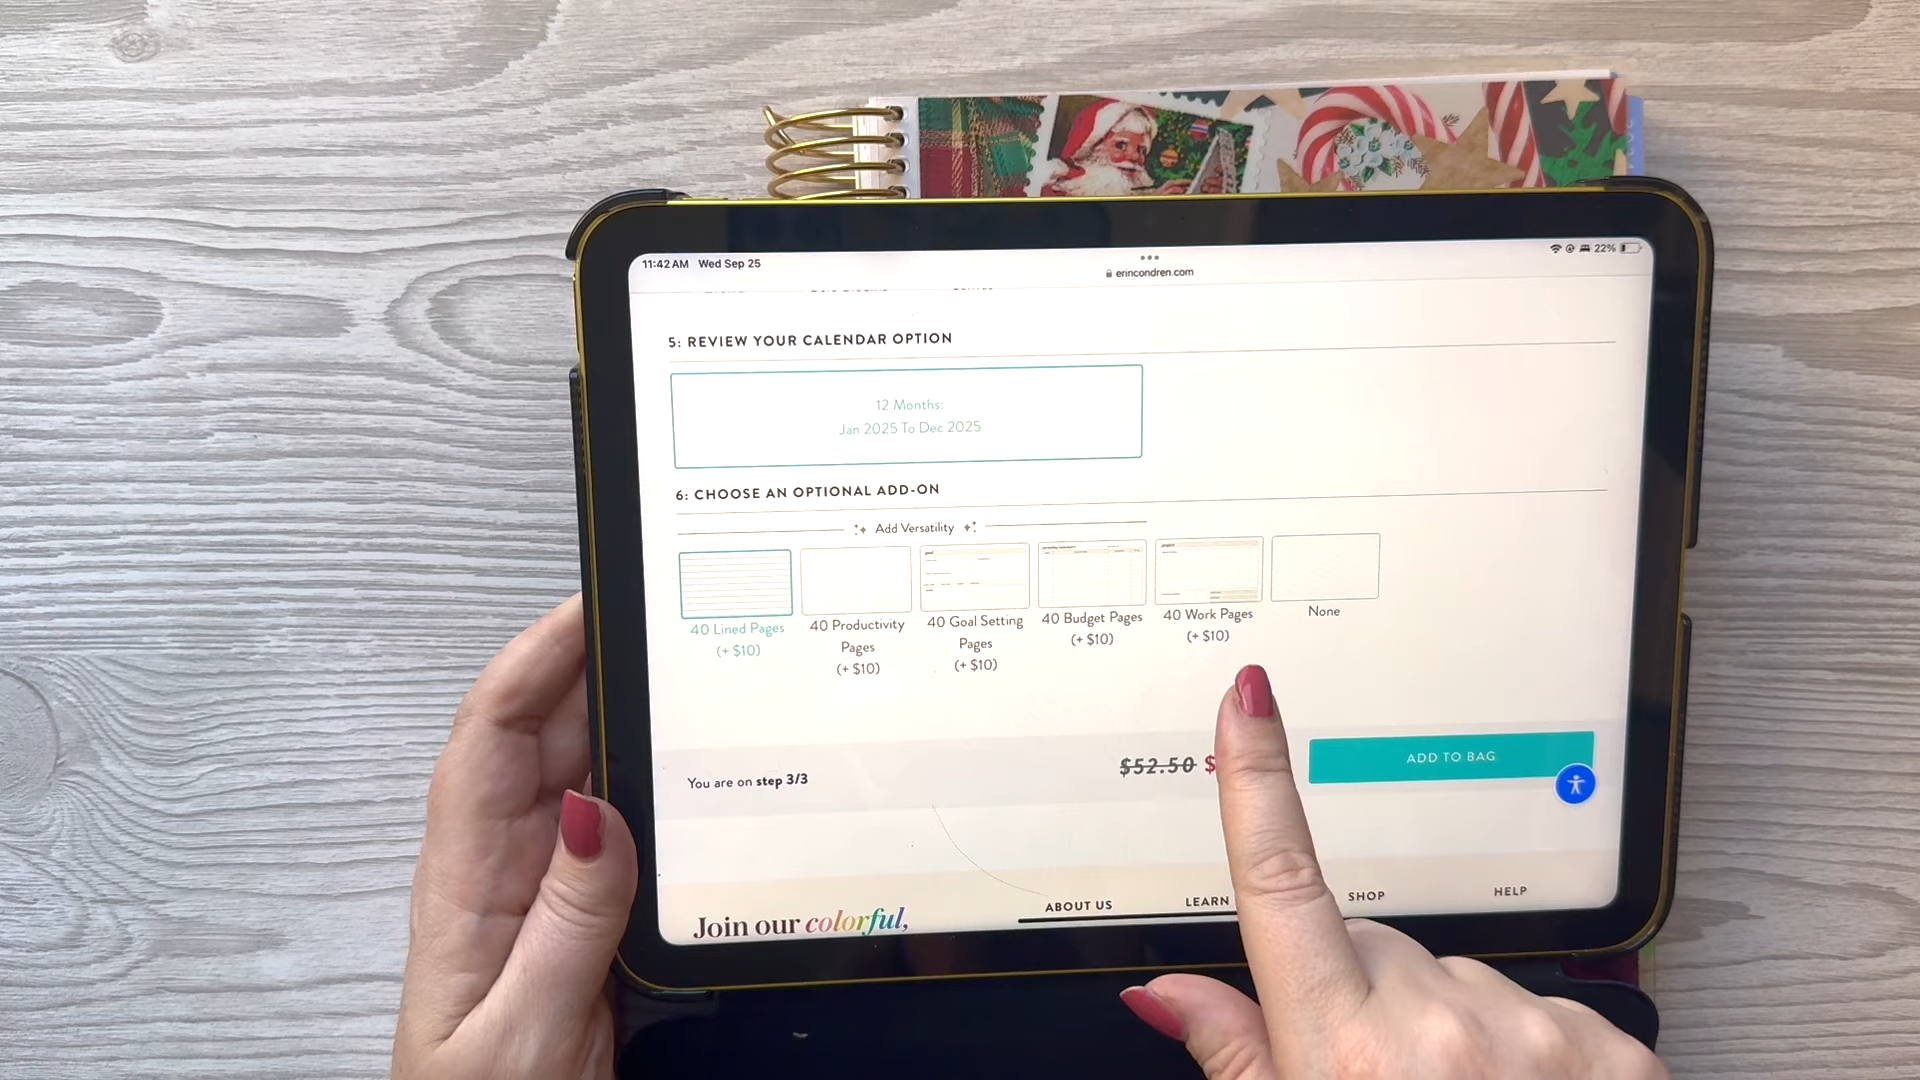 11:42 AM Wed Sep 25
22%
erincondren.com
5: REVIEW YOUR CALENDAR OPTION
12 Months:
Jan 2025 To Dec 2025
6: CHOOSE AN OPTIONAL ADD-ON
Add Versatility
40 Lined Pages
(+ $10)
40 Productivity
Pages
(+ $10)
40 Goal Setting
Pages
(+ $10)
40 Budget Pages
(+ $10)
40 Work Pages
(+ $10)
None
You are on step 3/3
$52.50 $
ADD TO BAG
Join our colorful,
ABOUT US
LEARN
SHOP
HELP